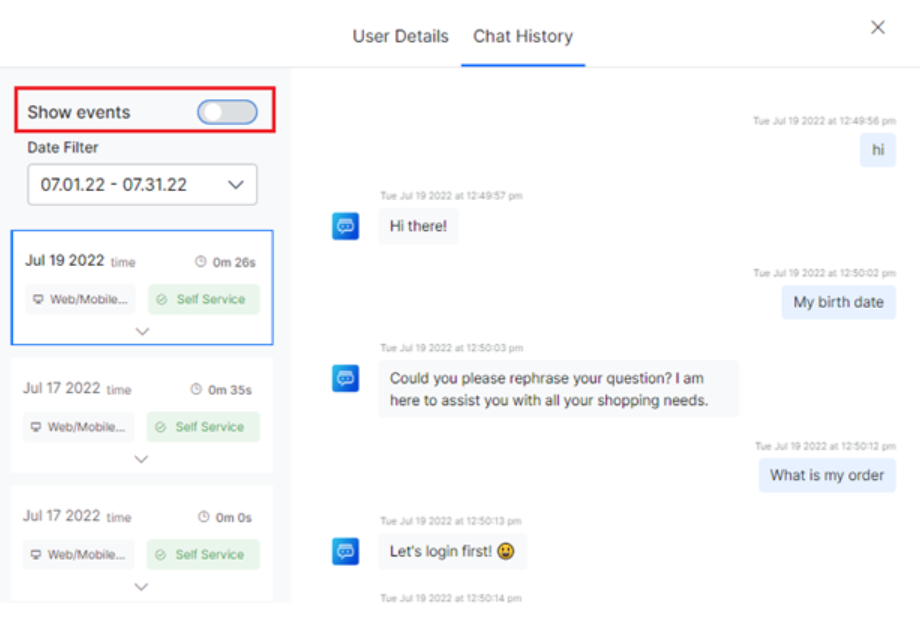 User Details
Chat History
Show events
Date Filter
07.01.22 - 07.31.22
Jul 19 2022 time
0m 26s
Web/Mobile...
Self Service
Jul 17 2022 time
0m 35s
Web/Mobile...
Self Service
Jul 17 2022 time
0m 0s
Web/Mobile...
Self Service
Tue Jul 19 2022 at 12:49:56 pm
hi
Tue Jul 19 2022 at 12:49:57 pm
Hi there!
Tue Jul 19 2022 at 12:50:02 pm
My birth date
Tue Jul 19 2022 at 12:50:03 pm
Could you please rephrase your question? I am
here to assist you with all your shopping needs.
Tue Jul 19 2022 at 12:50:12 pm
What is my order
Tue Jul 19 2022 at 12:50:13 pm
Let's login first! 😀
Tue Jul 19 2022 at 12:50:14 pm